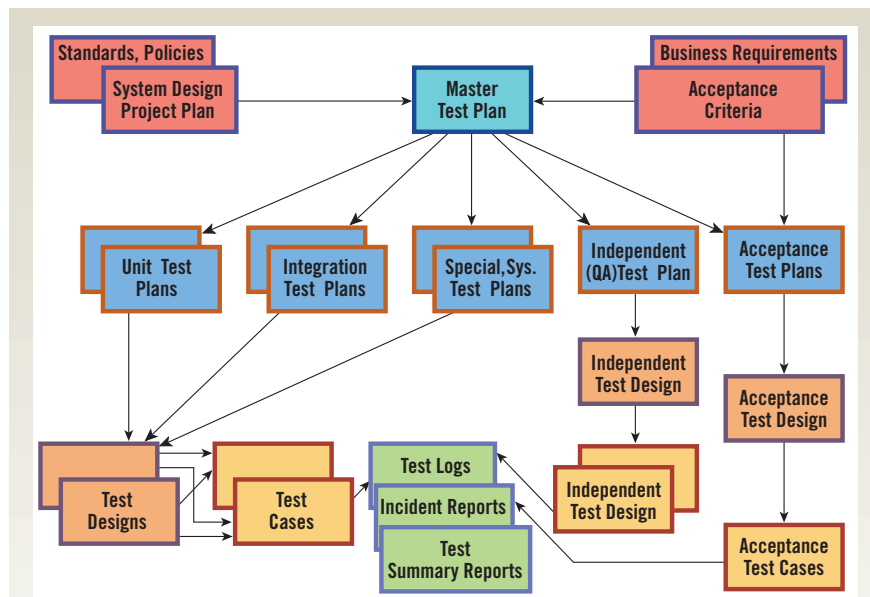 Standards, Policies
System Design
Project Plan
Master
Test Plan
Business Requirements
Acceptance
Criteria
Unit Test
Plans
Integration
Test Plans
Special, Sys.
Test Plans
Independent
(QA)Test Plan
Acceptance
Test Plans
Independent
Test Design
Acceptance
Test Design
Test
Designs
Test
Cases
Test Logs
Incident Reports
Test
Summary Reports
Independent
Test Design
Acceptance
Test Cases